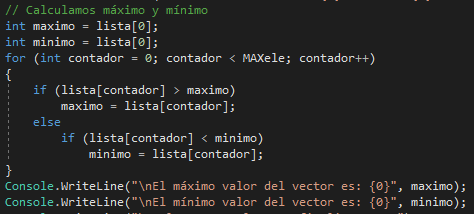 // Calculamos máximo y mínimo
int maximo = lista[0];
int minimo = lista[0];
for (int contador = 0; contador < MAXele; contador++)
{
    if (lista[contador] > maximo)
        maximo = lista[contador];
    else
        if (lista[contador] < minimo)
            minimo = lista[contador];
}
Console.WriteLine("\nEl máximo valor del vector es: {0}", maximo);
Console.WriteLine("\nEl mínimo valor del vector es: {0}", minimo);